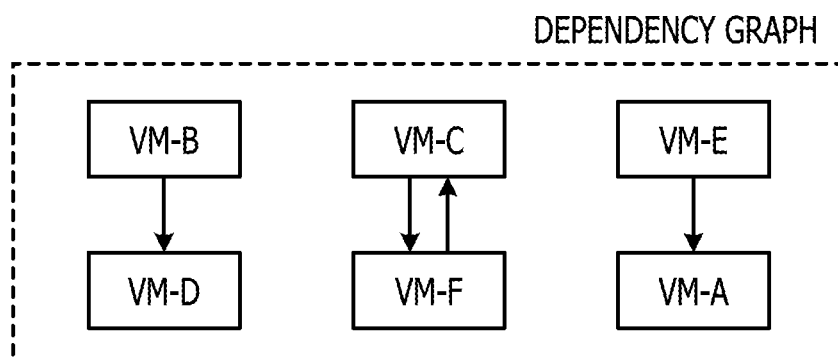 DEPENDENCY GRAPH
VM-B VM-C VM-E
VM-D VM-F VM-A